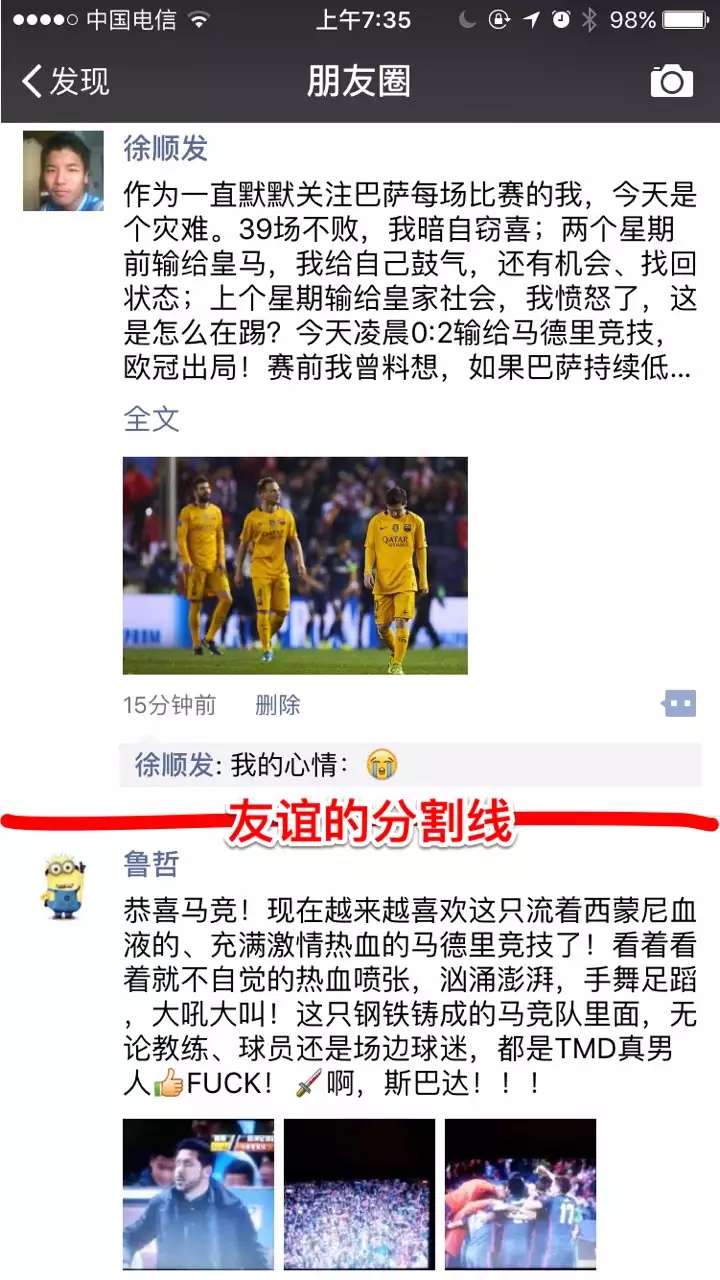 中国电信
上午7:35
98%
发现
朋友圈
徐顺发
作为一直默默关注巴萨每场比赛的我，今天是
个灾难。39场不败，我暗自窃喜；两个星期
前输给皇马，我给自己鼓气，还有机会、找回
状态；上个星期输给皇家社会，我愤怒了，这
是怎么在踢？今天凌晨0:2输给马德里竞技，
欧冠出局！赛前我曾料想，如果巴萨持续低...
全文
QATAR
15分钟前
删除
徐顺发: 我的心情：😭
友谊的分割线
鲁哲
恭喜马竞！现在越来越喜欢这只流着西蒙尼血
液的、充满激情热血的马德里竞技了！看着看
着就不自觉的热血喷张，汹涌澎湃，手舞足蹈
，大吼大叫！这只钢铁铸成的马竞队里面，无
论教练、球员还是场边球迷，都是TMD真男
人👍FUCK！🗡啊，斯巴达！！！